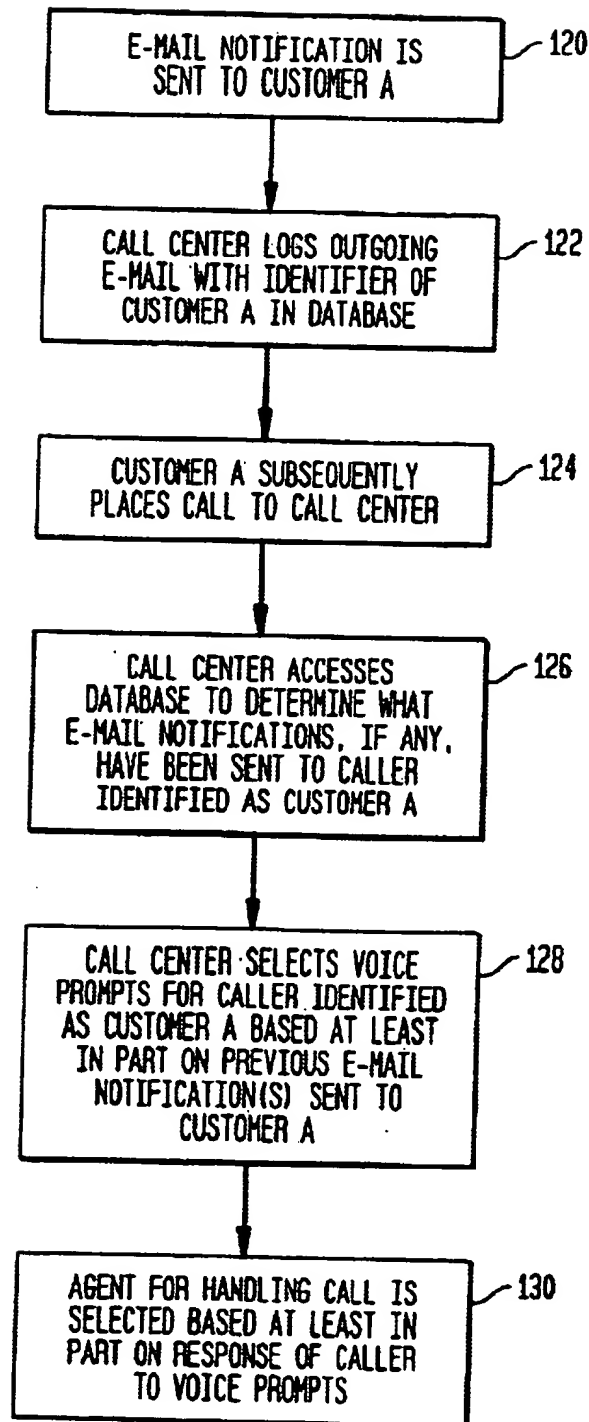 E-MAIL NOTIFICATION IS
SENT TO CUSTOMER A
120
CALL CENTER LOGS OUTGOING
E-MAIL WITH IDENTIFIER OF
CUSTOMER A IN DATABASE
122
CUSTOMER A SUBSEQUENTLY
PLACES CALL TO CALL CENTER
124
CALL CENTER ACCESSES
DATABASE TO DETERMINE WHAT
E-MAIL NOTIFICATIONS, IF ANY,
HAVE BEEN SENT TO CALLER
IDENTIFIED AS CUSTOMER A
126
CALL CENTER SELECTS VOICE
PROMPTS FOR CALLER IDENTIFIED
AS CUSTOMER A BASED AT LEAST
IN PART ON PREVIOUS E-MAIL
NOTIFICATION(S) SENT TO
CUSTOMER A
128
AGENT FOR HANDLING CALL IS
SELECTED BASED AT LEAST IN
PART ON RESPONSE OF CALLER
TO VOICE PROMPTS
130